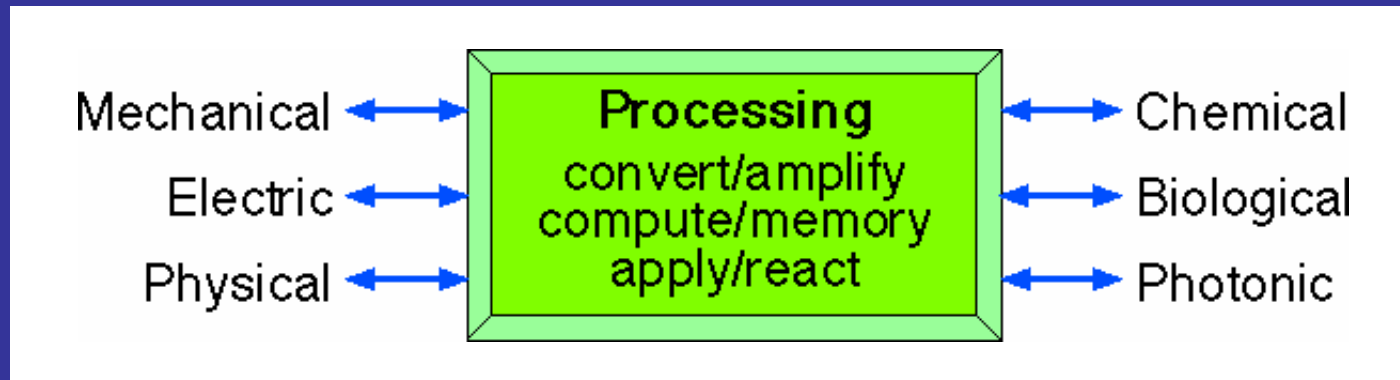 Mechanical
Electric
Physical
Processing
convert/amplify
compute/memory
apply/react
Chemical
Biological
Photonic